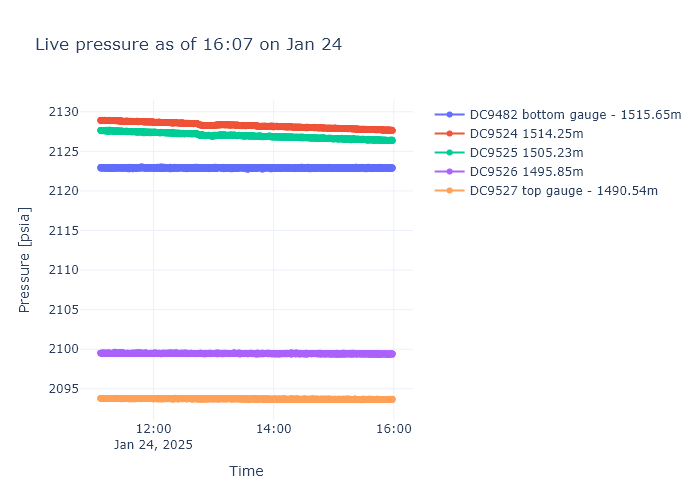 Live pressure as of 16:07 on Jan 24
2130
2125
2120
2115
2110
2105
2100
2095
Pressure [psia]
12:00
Jan 24, 2025
14:00
16:00
Time
DC9482 bottom gauge - 1515.65m
DC9524 1514.25m
DC9525 1505.23m
DC9526 1495.85m
DC9527 top gauge - 1490.54m